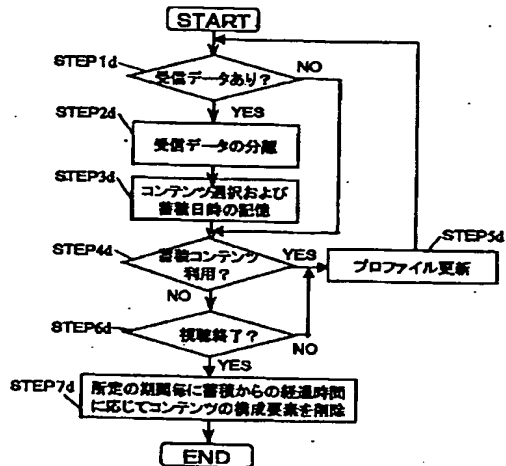 START
STEP1d
受信データあり?
NO
YES
STEP2d
受信データの分離
STEP3d
コンテンツ選択および
蓄積日時の記憶
STEP4d
蓄積コンテンツ
利用?
YES
STEP5d
プロファイル更新
NO
STEP6d
視聴終了?
NO
YES
STEP7d
所定の期間毎に蓄積からの経過時間
に応じてコンテンツの構成要素を削除
END